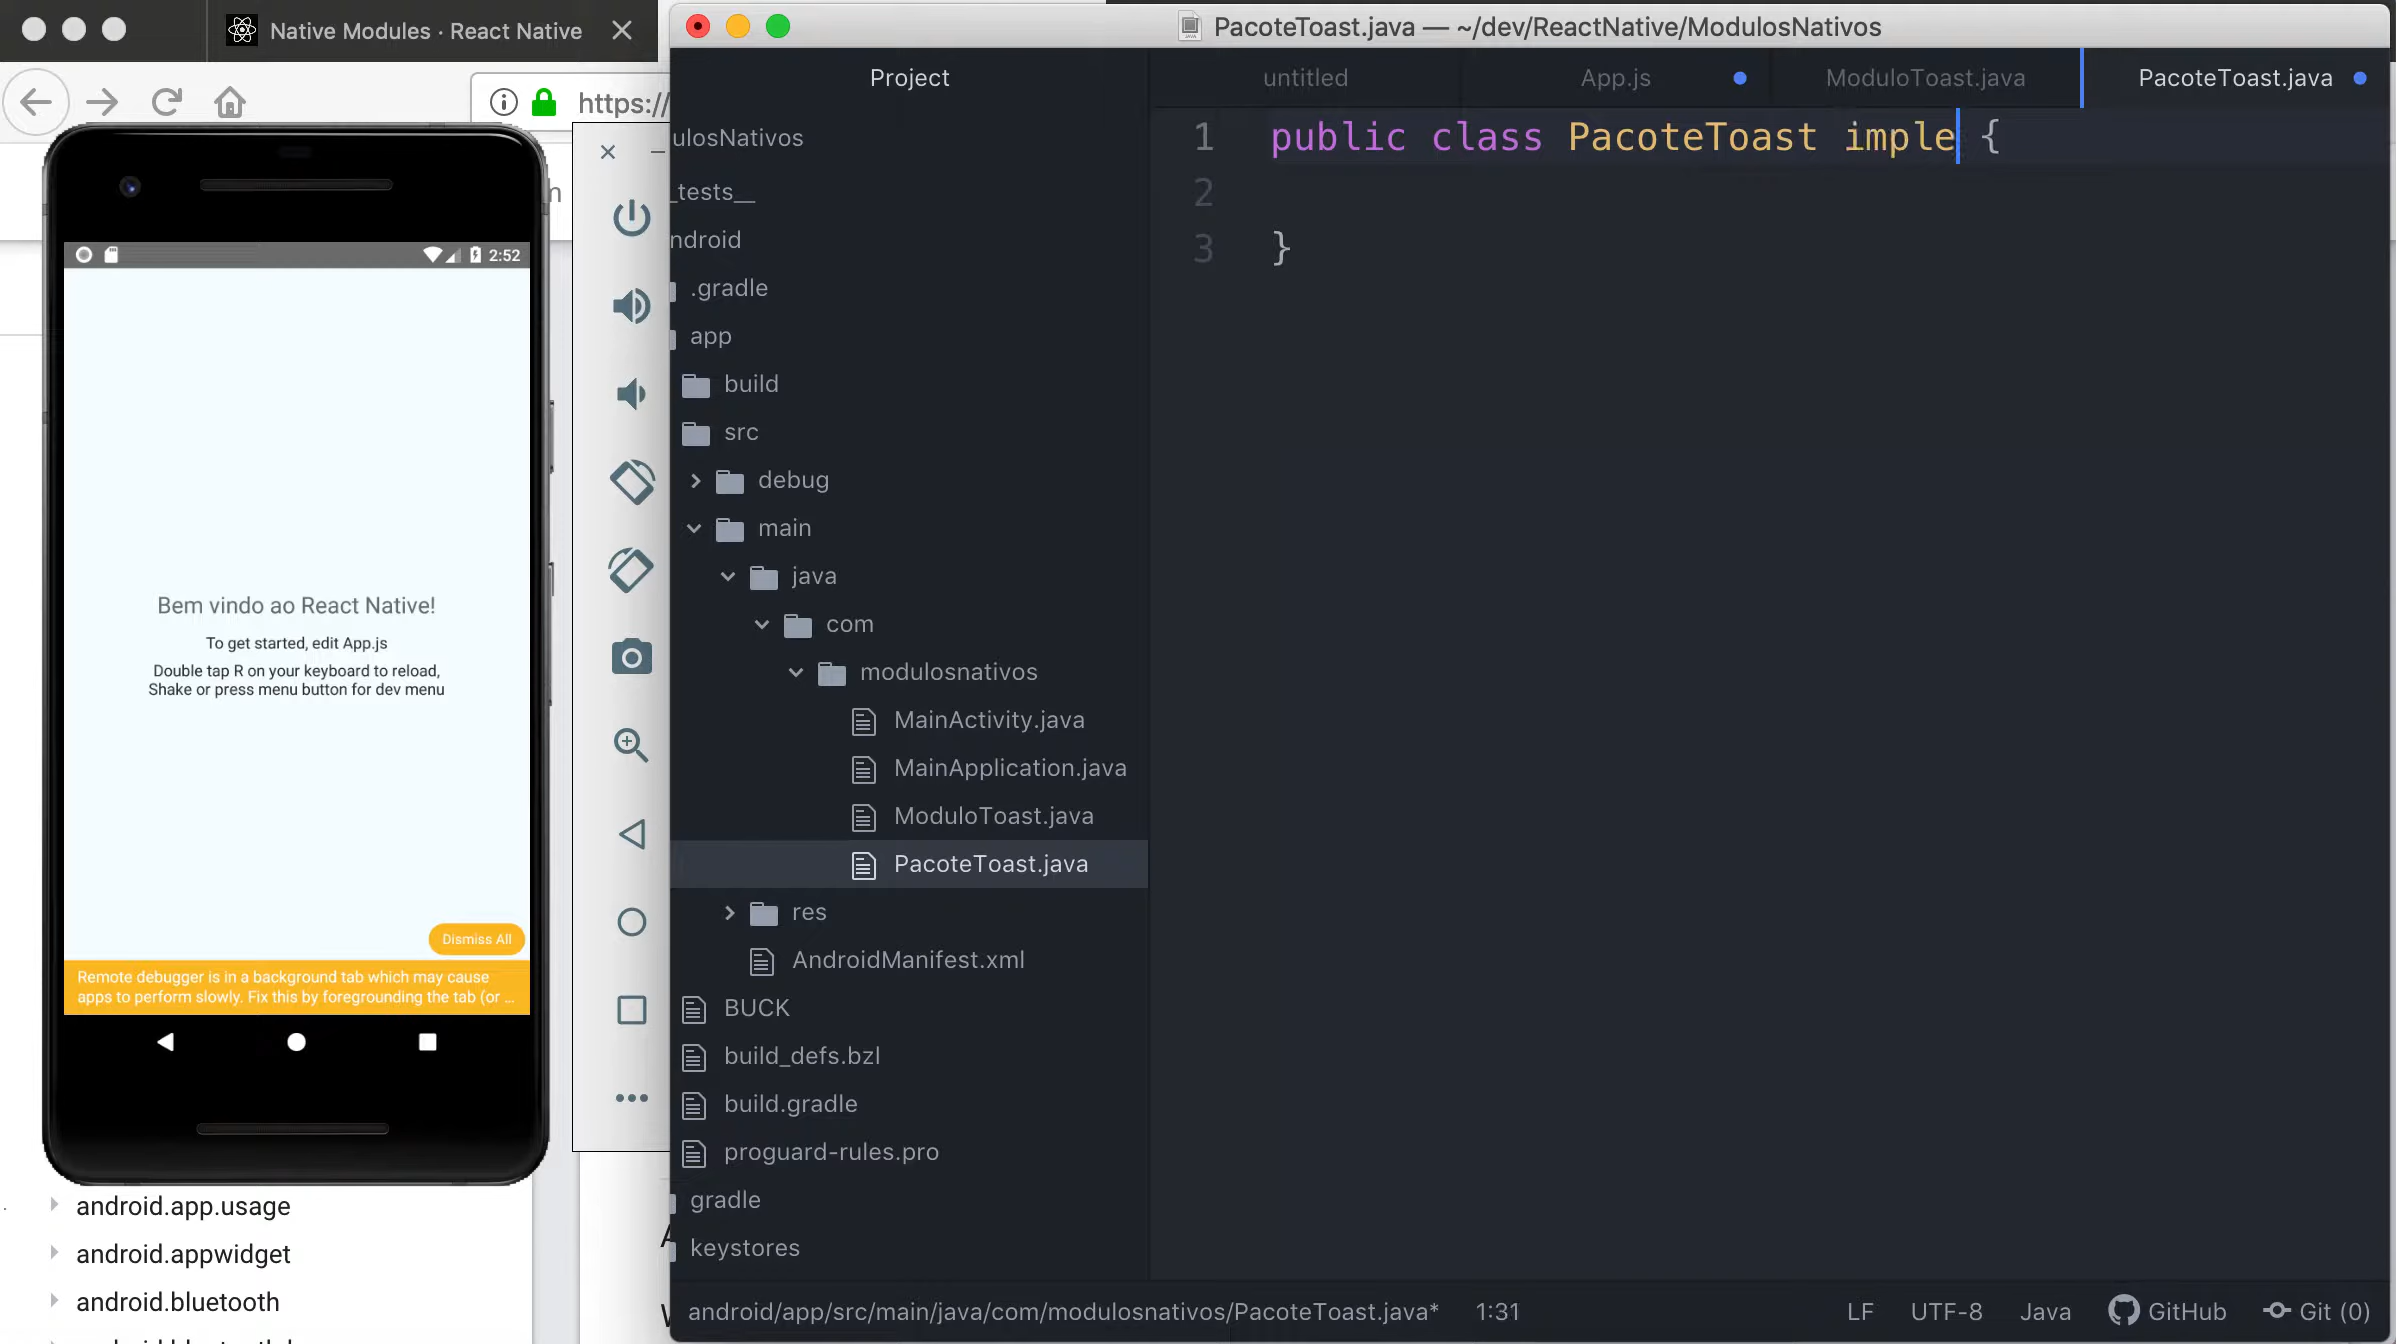 Native Modules · React Native
https://
2:52
Bem vindo ao React Native!
To get started, edit App.js
Double tap R on your keyboard to reload,
Shake or press menu button for dev menu
Dismiss All
Remote debugger is in a background tab which may cause
apps to perform slowly. Fix this by foregrounding the tab (or ...
android.app.usage
android.appwidget
android.bluetooth
PacoteToast.java — ~/dev/ReactNative/ModulosNativos
Project
untitled
App.js
ModuloToast.java
PacoteToast.java
ulosNativos
_tests__
ndroid
.gradle
app
build
src
debug
main
java
com
modulosnativos
MainActivity.java
MainApplication.java
ModuloToast.java
PacoteToast.java
res
AndroidManifest.xml
BUCK
build_defs.bzl
build.gradle
proguard-rules.pro
gradle
keystores
1 public class PacoteToast imple {
2
3 }
android/app/src/main/java/com/modulosnativos/PacoteToast.java* 1:31
LF UTF-8 Java GitHub Git (0)